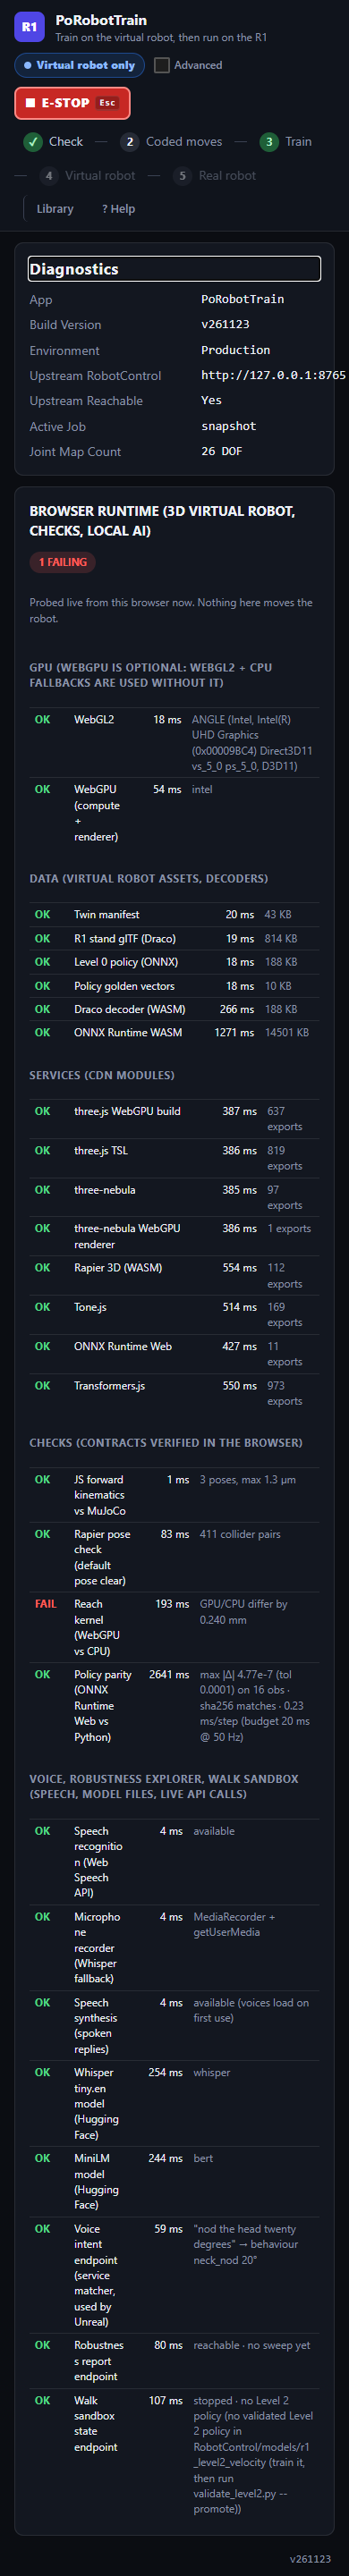 R1
PoRobotTrain
Train on the virtual robot, then run on the R1
Virtual robot only
Advanced
E-STOP Esc
✓ Check — 2 Coded moves — 3 Train
— 4 Virtual robot — 5 Real robot
Library ? Help
Diagnostics
App PoRobotTrain
Build Version v261123
Environment Production
Upstream RobotControl http://127.0.0.1:8765
Upstream Reachable Yes
Active Job snapshot
Joint Map Count 26 DOF
BROWSER RUNTIME (3D VIRTUAL ROBOT,
CHECKS, LOCAL AI)
1 FAILING
Probed live from this browser now. Nothing here moves the
robot.
GPU (WEBGPU IS OPTIONAL: WEBGL2 + CPU
FALLBACKS ARE USED WITHOUT IT)
OK WebGL2 18 ms ANGLE (Intel, Intel(R)
UHD Graphics
(0x00009BC4) Direct3D11
vs_5_0 ps_5_0, D3D11)
OK WebGPU 54 ms intel
(compute
+
renderer)
DATA (VIRTUAL ROBOT ASSETS, DECODERS)
OK Twin manifest 20 ms 43 KB
OK R1 stand glTF (Draco) 19 ms 814 KB
OK Level 0 policy (ONNX) 18 ms 188 KB
OK Policy golden vectors 18 ms 10 KB
OK Draco decoder (WASM) 266 ms 188 KB
OK ONNX Runtime WASM 1271 ms 14501 KB
SERVICES (CDN MODULES)
OK three.js WebGPU build 387 ms 637
exports
OK three.js TSL 386 ms 819
exports
OK three-nebula 385 ms 97
exports
OK three-nebula WebGPU 386 ms 1 exports
renderer
OK Rapier 3D (WASM) 554 ms 112
exports
OK Tone.js 514 ms 169
exports
OK ONNX Runtime Web 427 ms 11
exports
OK Transformers.js 550 ms 973
exports
CHECKS (CONTRACTS VERIFIED IN THE BROWSER)
OK JS forward 1 ms 3 poses, max 1.3 µm
kinematics
vs MuJoCo
OK Rapier pose 83 ms 411 collider pairs
check
(default
pose clear)
FAIL Reach 193 ms GPU/CPU differ by
kernel 0.240 mm
(WebGPU
vs CPU)
OK Policy parity 2641 ms max |Δ| 4.77e-7 (tol
(ONNX 0.0001) on 16 obs ·
Runtime sha256 matches · 0.23
Web vs ms/step (budget 20 ms
Python) @ 50 Hz)
VOICE, ROBUSTNESS EXPLORER, WALK SANDBOX
(SPEECH, MODEL FILES, LIVE API CALLS)
OK Speech 4 ms available
recognitio
n (Web
Speech
API)
OK Micropho 4 ms MediaRecorder +
ne getUserMedia
recorder
(Whisper
fallback)
OK Speech 4 ms available (voices load on
synthesis first use)
(spoken
replies)
OK Whisper 254 ms whisper
tiny.en
model
(Hugging
Face)
OK MiniLM 244 ms bert
model
(Hugging
Face)
OK Voice 59 ms "nod the head twenty
intent degrees" → behaviour
endpoint neck_nod 20°
(service
matcher,
used by
Unreal)
OK Robustnes 80 ms reachable · no sweep yet
s report
endpoint
OK Walk 107 ms stopped · no Level 2
sandbox policy (no validated Level
state 2 policy in
endpoint RobotControl/models/r1
_level2_velocity (train it,
then run
validate_level2.py --
promote))
v261123